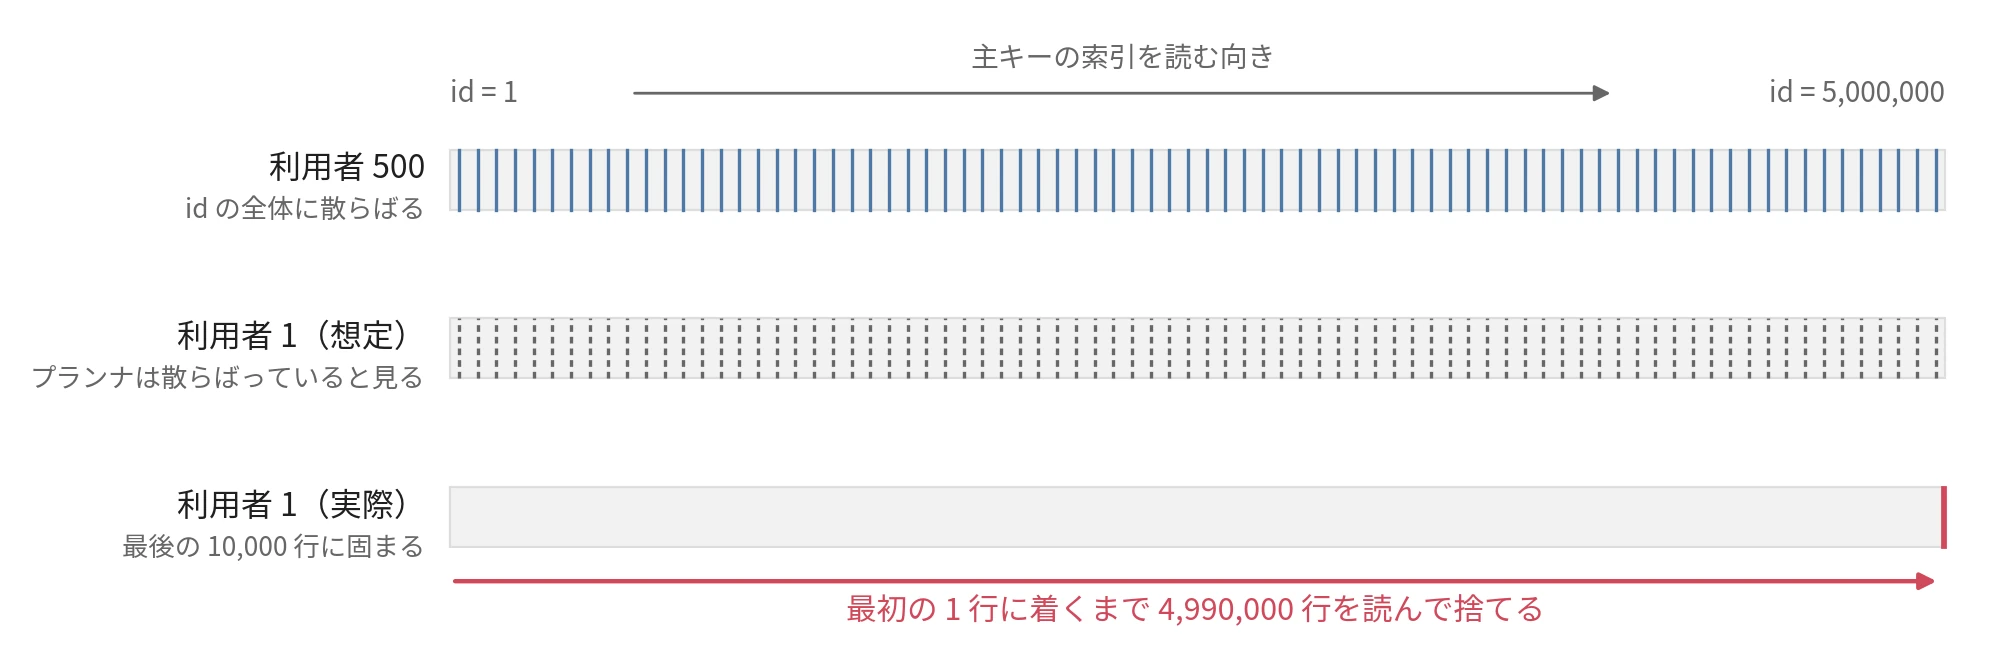 主キーの索引を読む向き
id = 1
id = 5,000,000
利用者 500
id の全体に散らばる
利用者 1（想定）
プランナは散らばっていると見る
利用者 1（実際）
最後の 10,000 行に固まる
最初の 1 行に着くまで 4,990,000 行を読んで捨てる